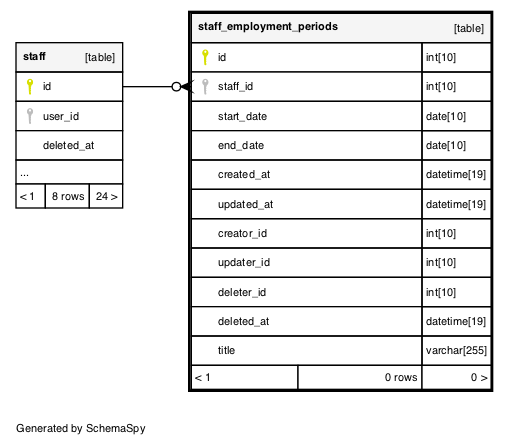 staff [table]
id
user_id
deleted_at
...
< 1 8 rows 24 >
staff_employment_periods [table]
id int[10]
staff_id int[10]
start_date date[10]
end_date date[10]
created_at datetime[19]
updated_at datetime[19]
creator_id int[10]
updater_id int[10]
deleter_id int[10]
deleted_at datetime[19]
title varchar[255]
< 1 0 rows 0 >
Generated by SchemaSpy